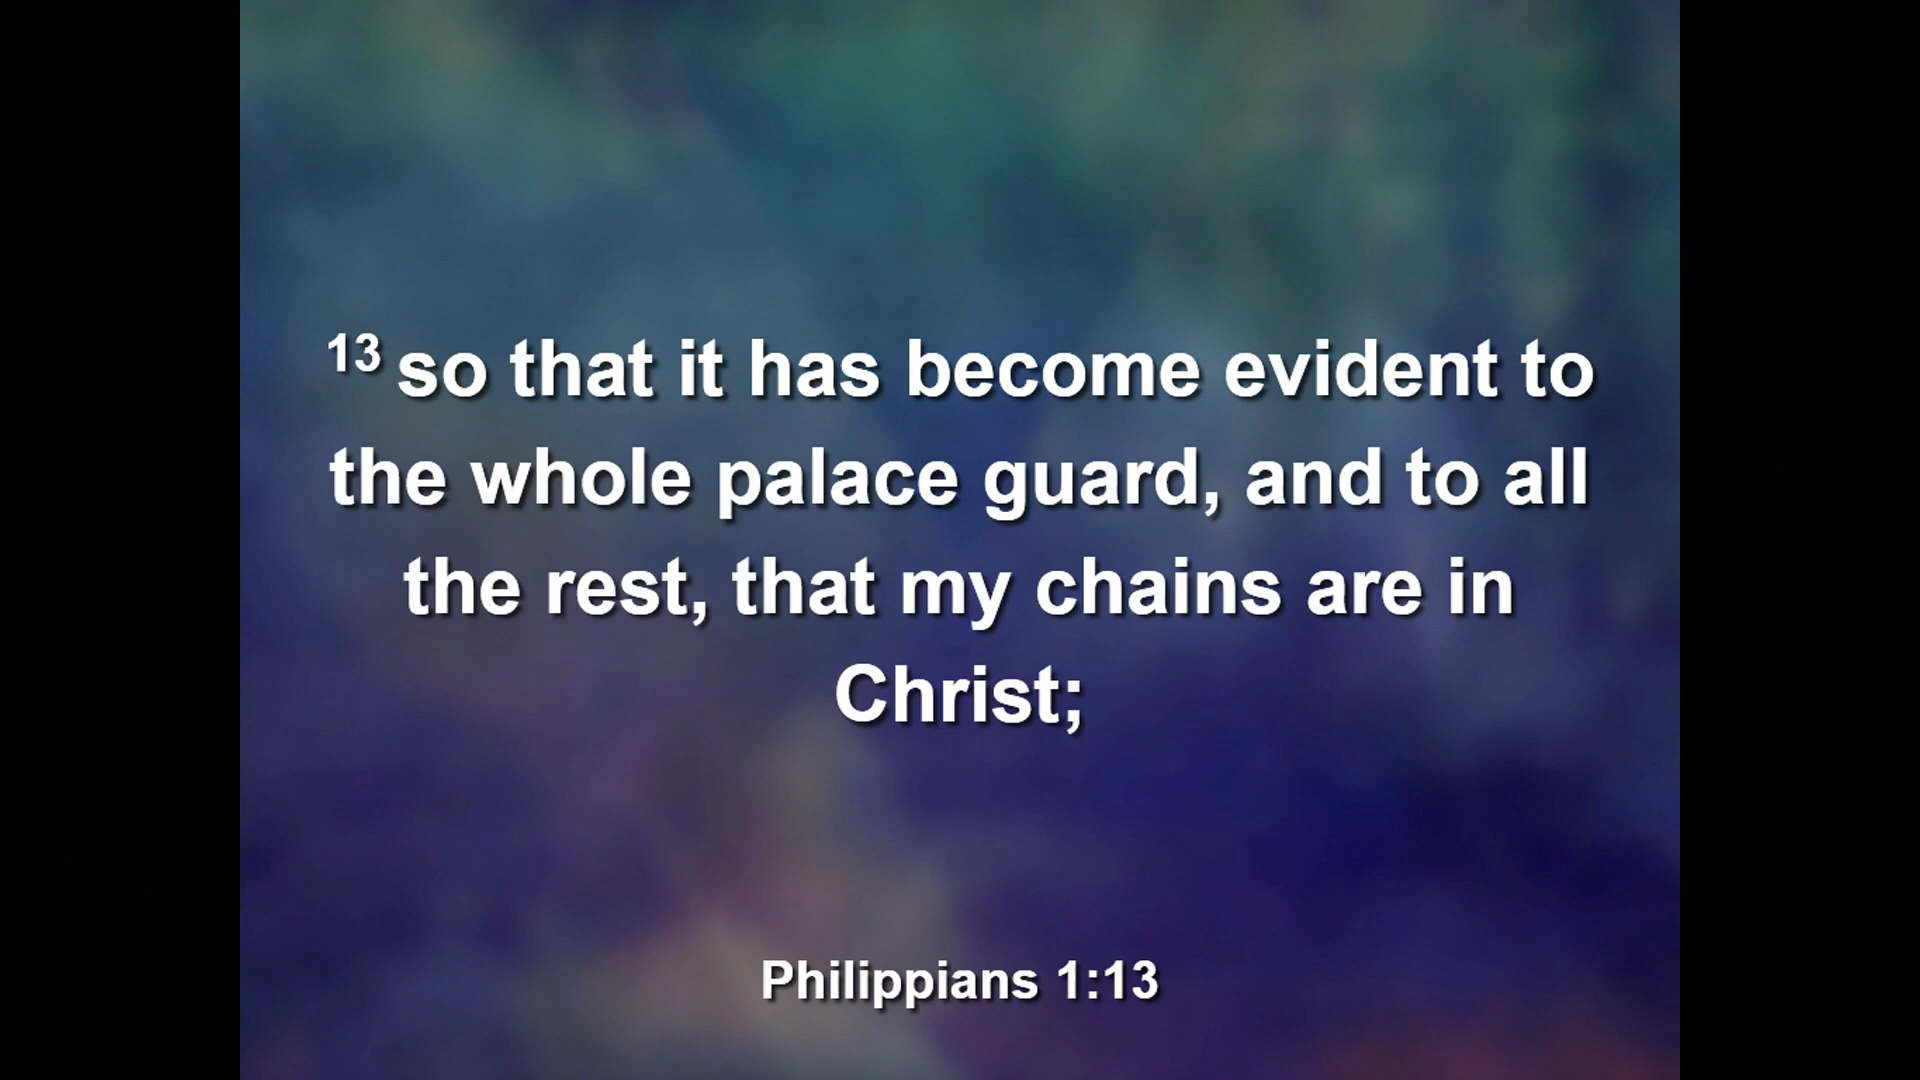 13 so that it has become evident to
the whole palace guard, and to all
the rest, that my chains are in
Christ;
Philippians 1:13